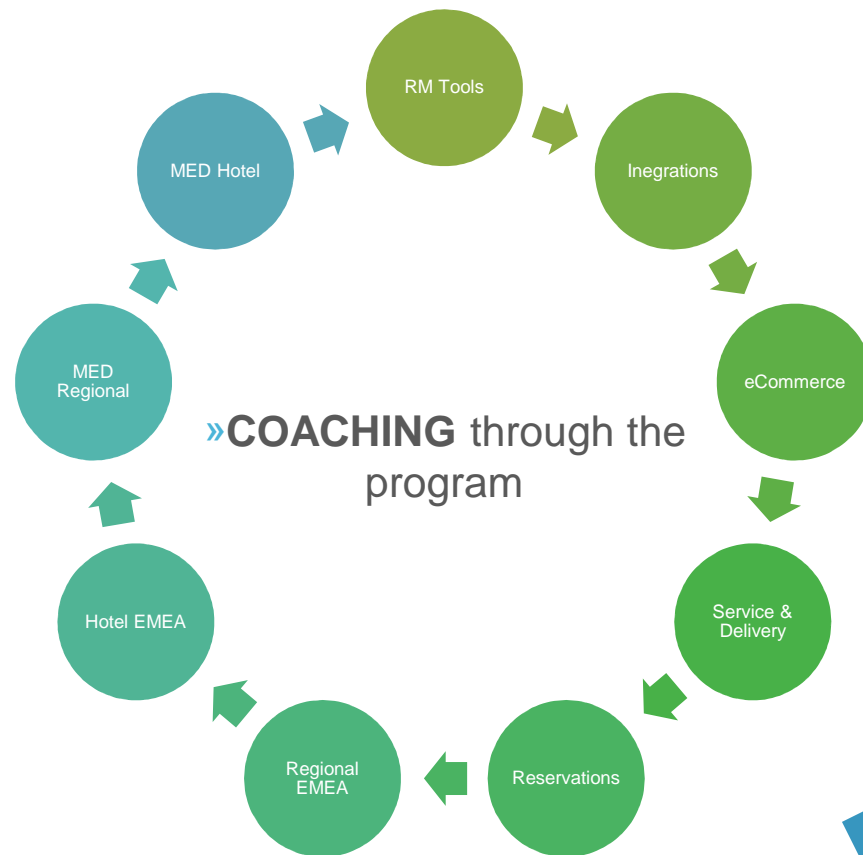 RM Tools
Inegrations
eCommerce
Service &
Delivery
Reservations
Regional
EMEA
Hotel EMEA
MED
Regional
MED Hotel
»COACHING through the
program